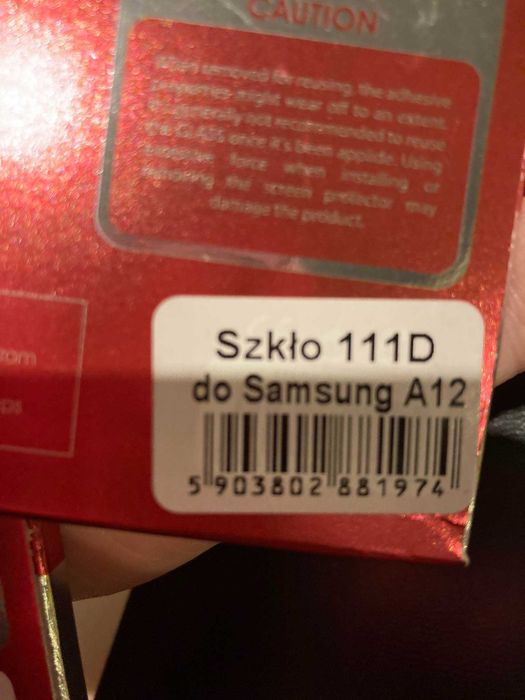 CAUTION
When removed for reusing, the adhesive
properties might wear off to an extent.
It's generally not recommended to reuse
the GLASS once it's been applide. Using
excessive force when installing or
removing the screen protector may
damage the product.
Szkło 111D
do Samsung A12
5 903802 881974